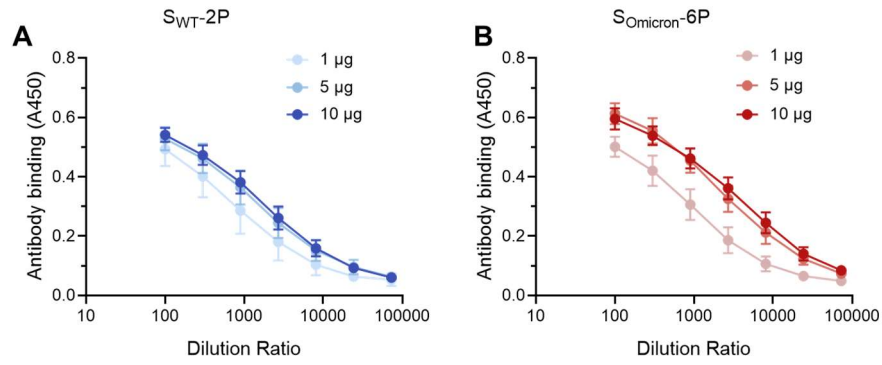 A
S_WT-2P
1 µg
5 µg
10 µg
Antibody binding (A450)
0.8
0.6
0.4
0.2
0.0
10
100
1000
10000
100000
Dilution Ratio
B
S_Omicron-6P
1 µg
5 µg
10 µg
Antibody binding (A450)
0.8
0.6
0.4
0.2
0.0
10
100
1000
10000
100000
Dilution Ratio